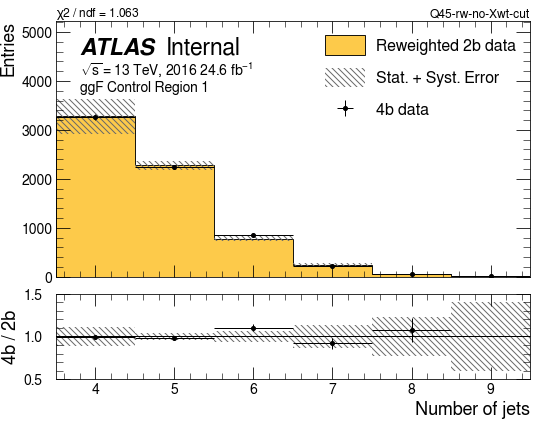 χ2 / ndf = 1.063
Q45-rw-no-Xwt-cut
Entries
5000
4000
3000
2000
1000
0
ATLAS Internal
√s = 13 TeV, 2016 24.6 fb⁻¹
ggF Control Region 1
Reweighted 2b data
Stat. + Syst. Error
4b data
4b / 2b
1.5
1.0
0.5
4 5 6 7 8 9
Number of jets